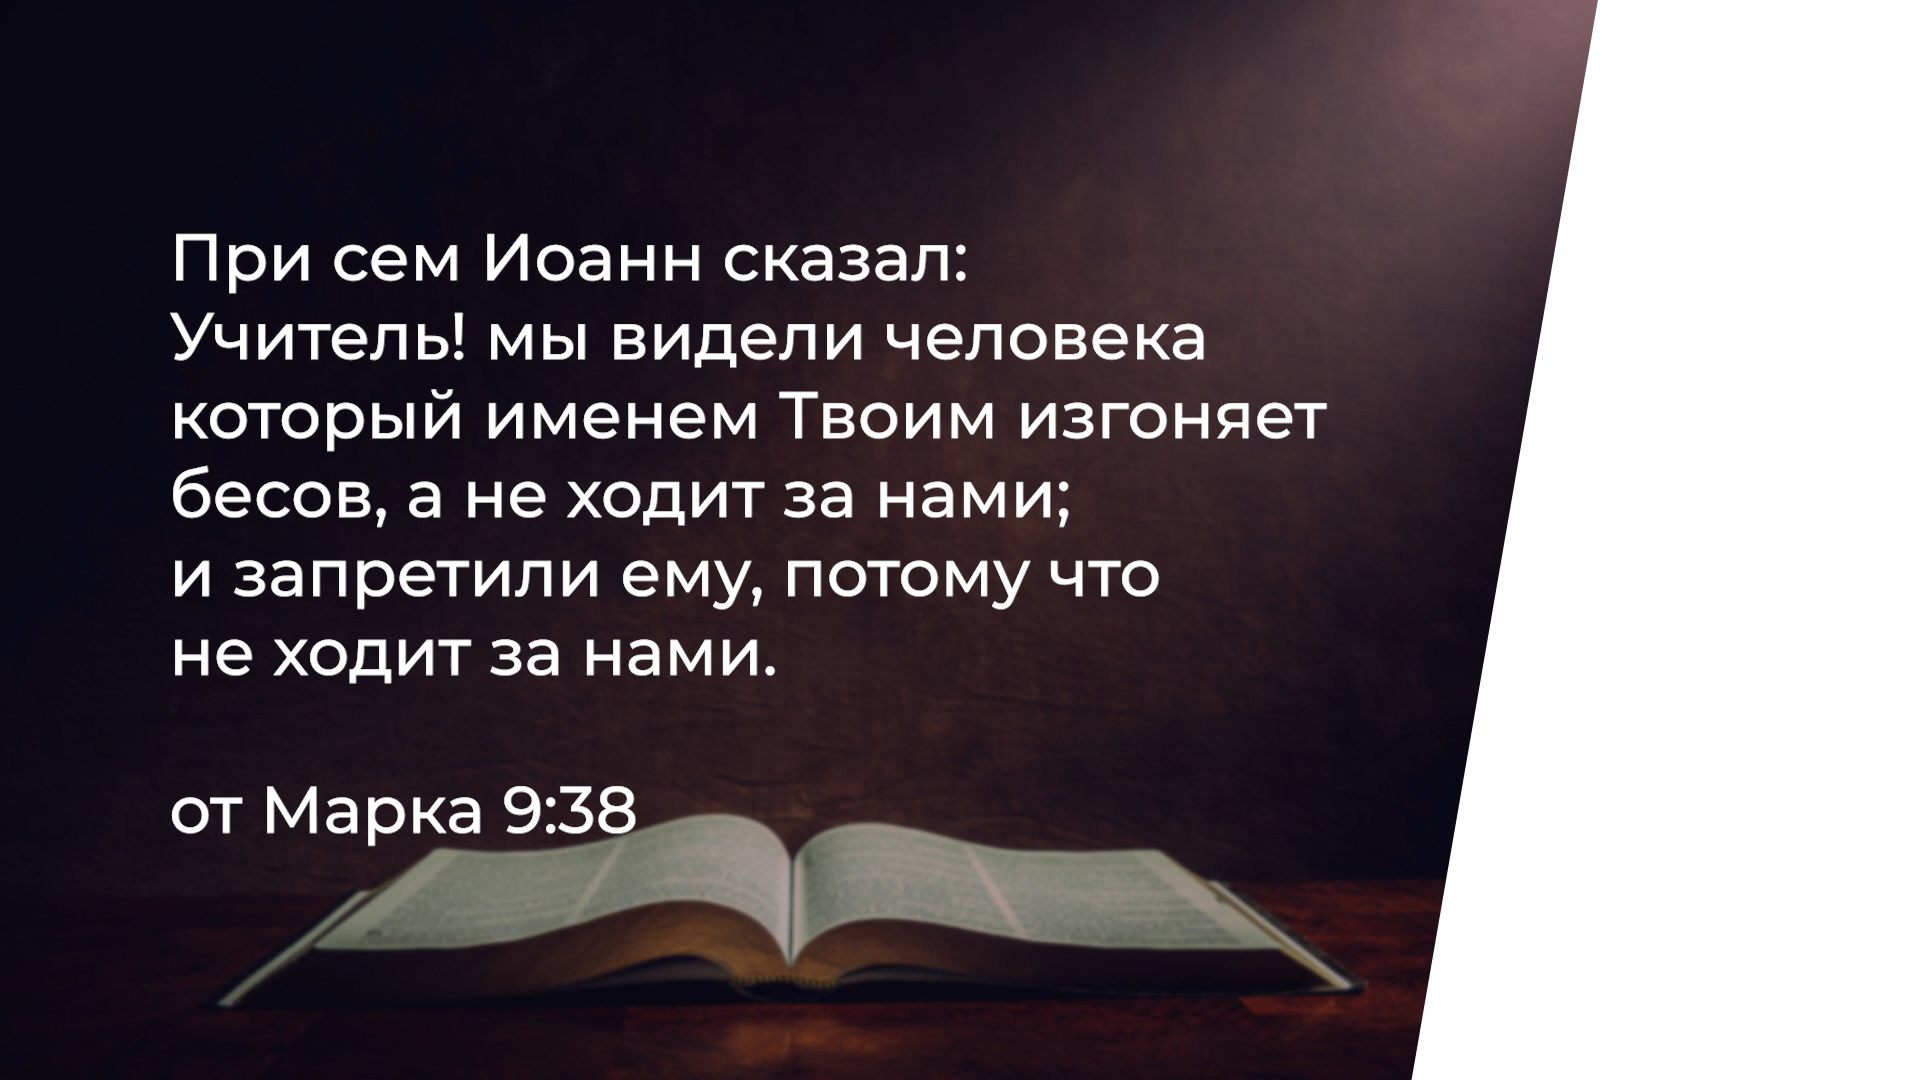 При сем Иоанн сказал:
Учитель! мы видели человека
который именем Твоим изгоняет
бесов, а не ходит за нами;
и запретили ему, потому что
не ходит за нами.
от Марка 9:38